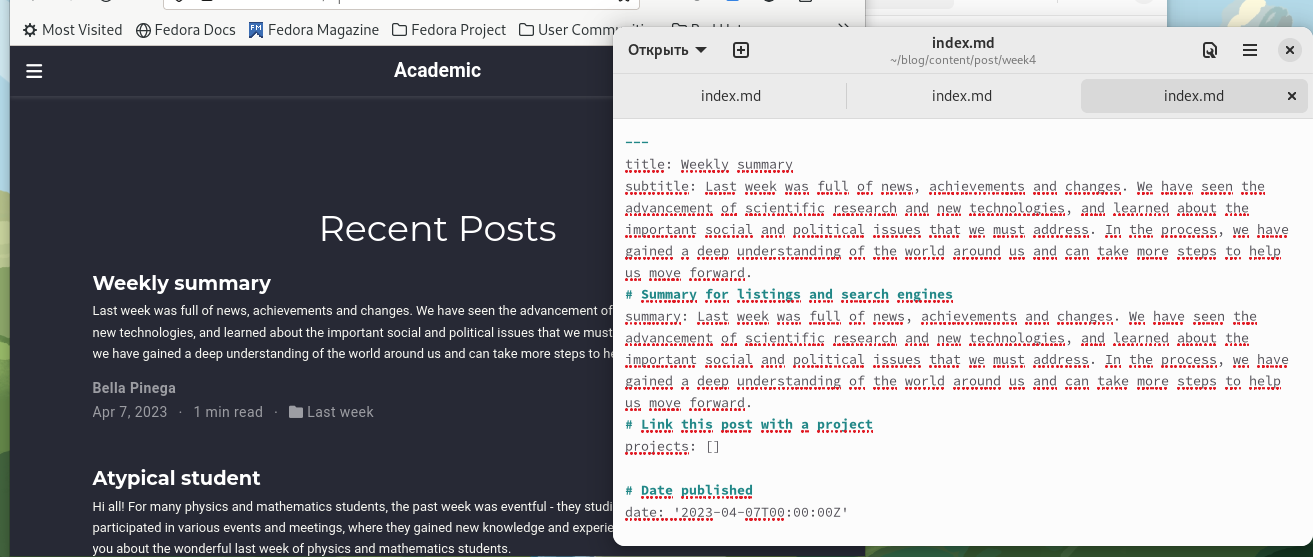 Most Visited Fedora Docs Fedora Magazine Fedora Project
Academic
Recent Posts
Weekly summary
Last week was full of news, achievements and changes. We have seen the advancement of
new technologies, and learned about the important social and political issues that we must
we have gained a deep understanding of the world around us and can take more steps to
Bella Pinega
Apr 7, 2023 · 1 min read · Last week
Atypical student
Hi all! For many physics and mathematics students, the past week was eventful - they
participated in various events and meetings, where they gained new knowledge and
you about the wonderful last week of physics and mathematics students.
Открыть
index.md
~/blog/content/post/week4
index.md index.md index.md
---
title: Weekly summary
subtitle: Last week was full of news, achievements and changes. We have seen the
advancement of scientific research and new technologies, and learned about the
important social and political issues that we must address. In the process, we have
gained a deep understanding of the world around us and can take more steps to help
us move forward.
# Summary for listings and search engines
summary: Last week was full of news, achievements and changes. We have seen the
advancement of scientific research and new technologies, and learned about the
important social and political issues that we must address. In the process, we have
gained a deep understanding of the world around us and can take more steps to help
us move forward.
# Link this post with a project
projects: []
# Date published
date: '2023-04-07T00:00:00Z'